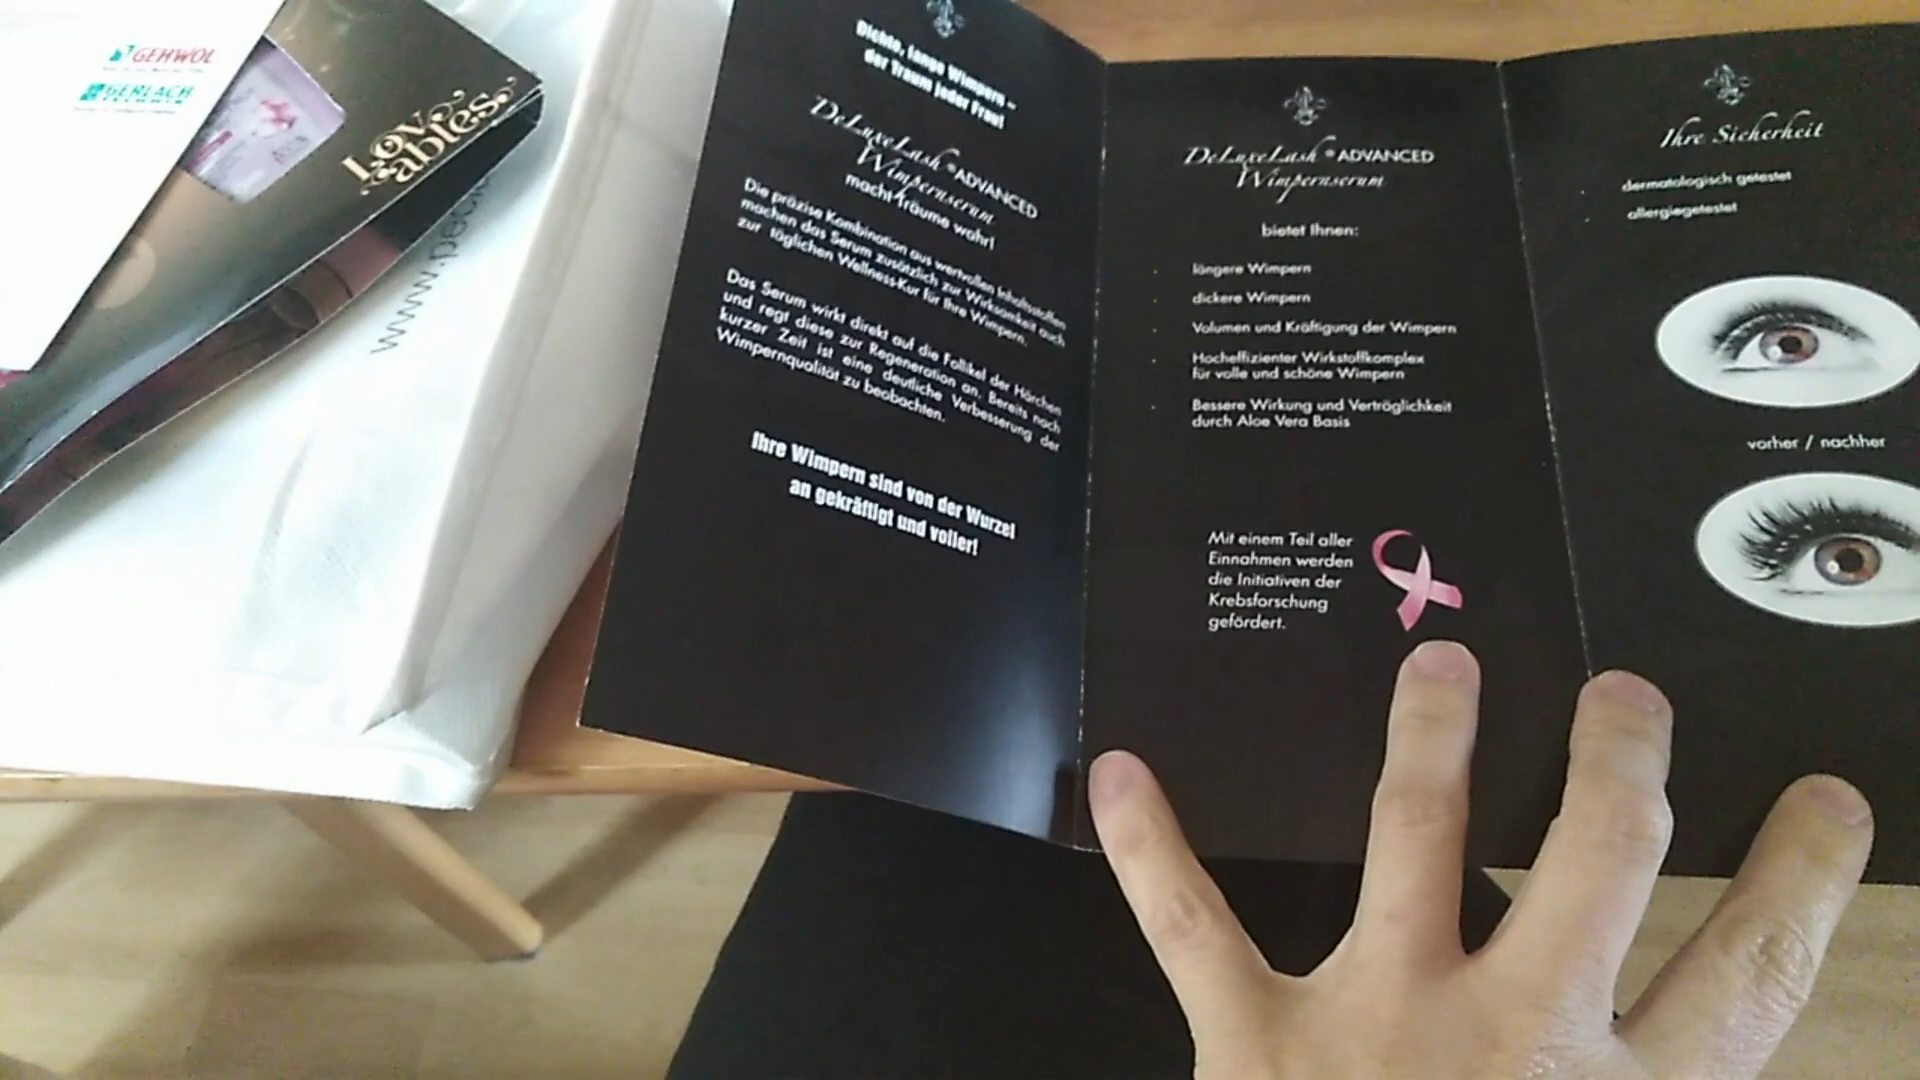 GEHWOL
GERLACH
TECHNIK
Lov
ables
www.pe
Dichte, lange Wimpern –
der Traum jeder Frau!
DeLuxeLash ® ADVANCED
Wimpernserum
macht Träume wahr!
Die präzise Kombination aus wertvollen Inhaltsstoffen
machen das Serum zusätzlich zur Wirksamkeit auch
zur täglichen Wellness-Kur für Ihre Wimpern.
Das Serum wirkt direkt auf die Follikel der Härchen
und regt diese zur Regeneration an. Bereits nach
kurzer Zeit ist eine deutliche Verbesserung der
Wimpernqualität zu beobachten.
Ihre Wimpern sind von der Wurzel
an gekräftigt und voller!
DeLuxeLash ® ADVANCED
Wimpernserum
bietet Ihnen:
längere Wimpern
dickere Wimpern
Volumen und Kräftigung der Wimpern
Hocheffizienter Wirkstoffkomplex
für volle und schöne Wimpern
Bessere Wirkung und Verträglichkeit
durch Aloe Vera Basis
Mit einem Teil aller
Einnahmen werden
die Initiativen der
Krebsforschung
gefördert.
Ihre Sicherheit
dermatologisch getestet
allergiegetestet
vorher / nachher